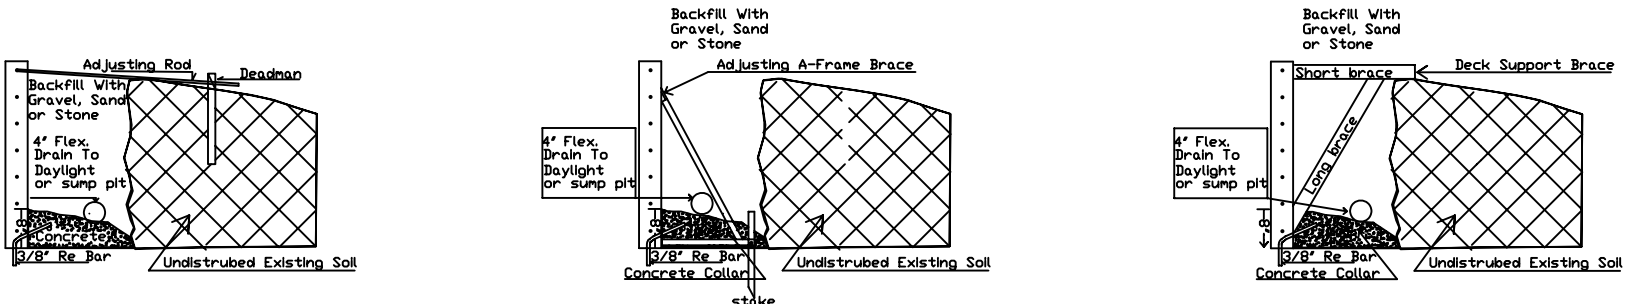 Adjusting Rod
Deadman
Backfill With
Gravel, Sand
or Stone
4" Flex.
Drain To
Daylight
or sump pit
8"
Concrete
3/8" Re Bar
Undistrubed Existing Soil
Backfill With
Gravel, Sand
or Stone
Adjusting A-Frame Brace
4" Flex.
Drain To
Daylight
or sump pit
8"
3/8" Re Bar
Concrete Collar
stake
Undistrubed Existing Soil
Backfill With
Gravel, Sand
or Stone
Short brace
Deck Support Brace
4" Flex.
Drain To
Daylight
or sump pit
Long brace
8"
3/8" Re Bar
Concrete Collar
Undistrubed Existing Soil